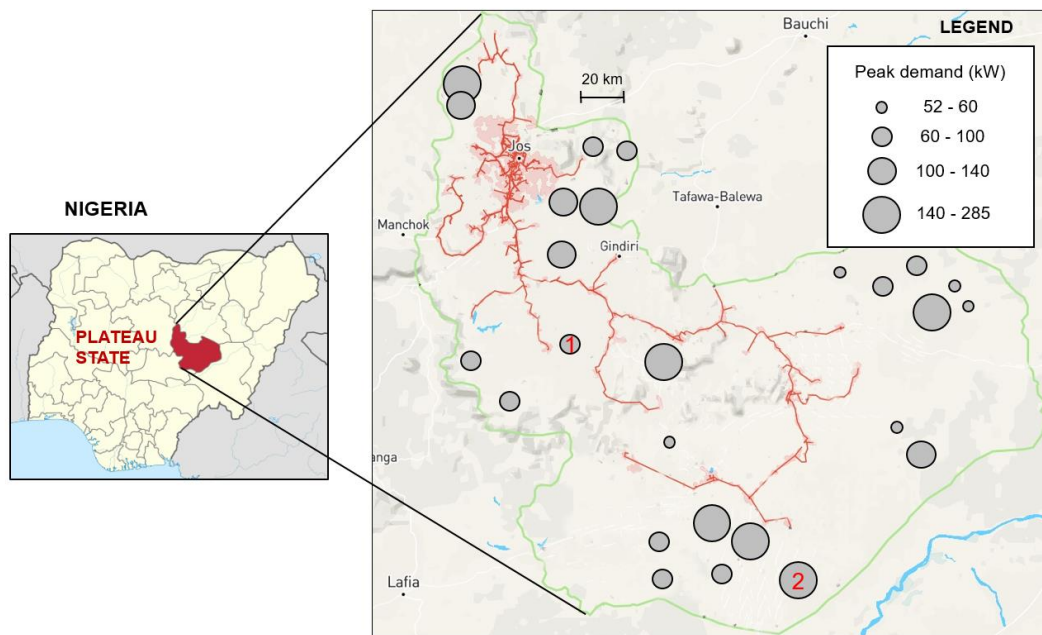 NIGERIA
PLATEAU
STATE
Bauchi
LEGEND
Peak demand (kW)
52 - 60
60 - 100
100 - 140
140 - 285
20 km
Jos
Tafawa-Balewa
Manchok
Gindiri
1
anga
2
Lafia